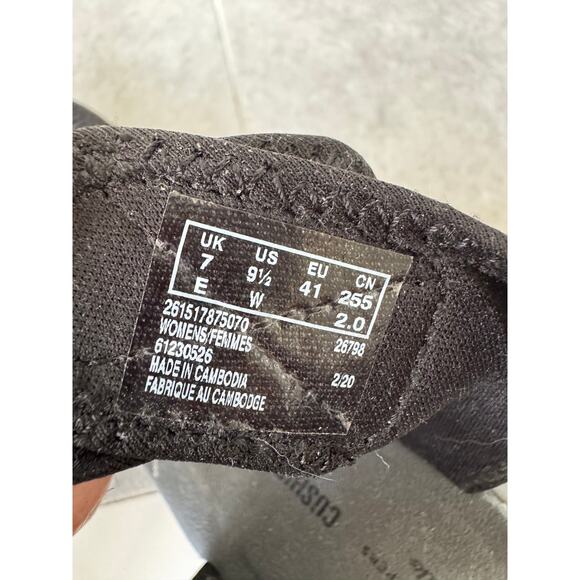 UK US EU CN
7 9½ 41 255
E W 2.0
261517875070
WOMENS/FEMMES 26798
61230526
MADE IN CAMBODIA 2/20
FABRIQUE AU CAMBODGE